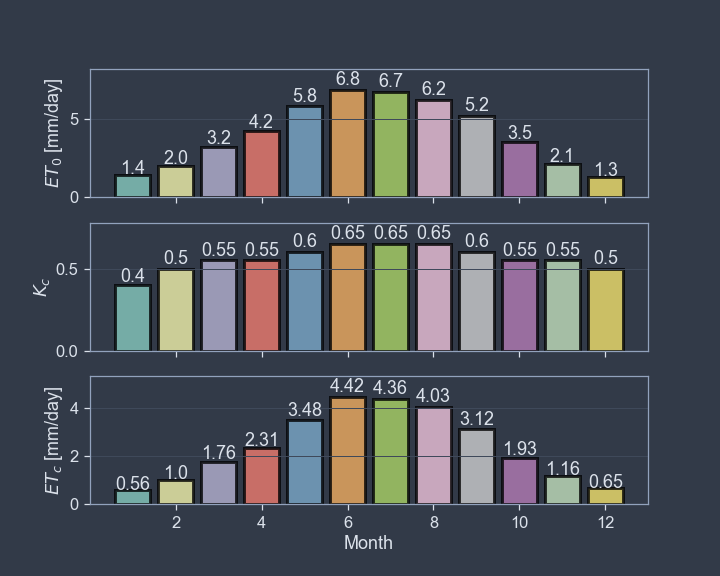 ET0 [mm/day]
5
0
1.4 2.0 3.2 4.2 5.8 6.8 6.7 6.2 5.2 3.5 2.1 1.3
Kc
0.5
0.0
0.4 0.5 0.55 0.55 0.6 0.65 0.65 0.65 0.6 0.55 0.55 0.5
ETc [mm/day]
4
2
0
0.56 1.0 1.76 2.31 3.48 4.42 4.36 4.03 3.12 1.93 1.16 0.65
2 4 6 8 10 12
Month